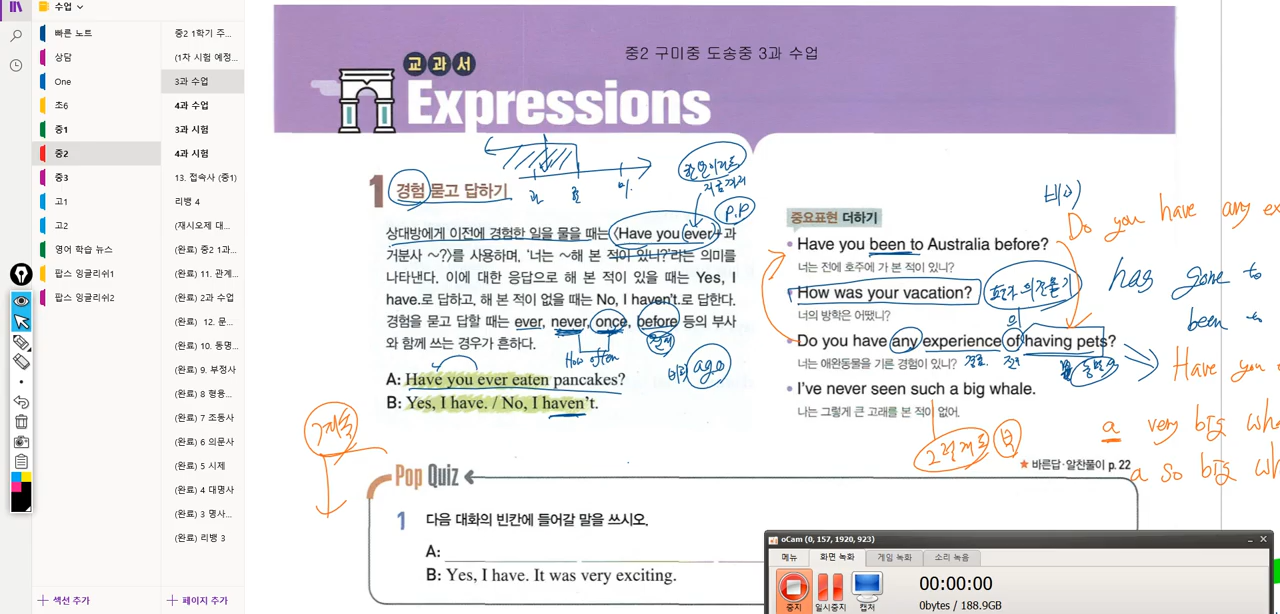 수업
빠른 노트
상담
One
초6
중1
중2
중3
고1
고2
영어 학습 뉴스
팝스 잉글리쉬1
팝스 잉글리쉬2
섹션 추가
중2 1학기 주...
(1차 시험 예정...
3과 수업
4과 수업
3과 시험
4과 시험
13. 접속사 (중1)
리뱅 4
(재시오제 대...
(완료) 중2 1과...
(완료) 11. 관계...
(완료) 2과 수업
(완료) 12. 문...
(완료) 10. 동명...
(완료) 9. 부정사
(완료) 8 형용...
(완료) 7 조동사
(완료) 6 의문사
(완료) 5 시제
(완료) 4 대명사
(완료) 3 명사...
(완료) 리뱅 3
페이지 추가
중2 구미중 도송중 3과 수업
교과서
Expressions
1 경험 묻고 답하기
과 현 미
P.P
상대방에게 이전에 경험한 일을 물을 때는 〈Have you ever+과
거분사 ~?〉를 사용하며, '너는 ~해 본 적이 있니?'라는 의미를
나타낸다. 이에 대한 응답으로 해 본 적이 있을 때는 Yes, I
have.로 답하고, 해 본 적이 없을 때는 No, I haven't.로 답한다.
경험을 묻고 답할 때는 ever, never, once, before 등의 부사
와 함께 쓰는 경우가 흔하다.
How often
ago
A: Have you ever eaten pancakes?
B: Yes, I have. / No, I haven't.
중요표현 더하기
Do you have any ex
Have you been to Australia before?
너는 전에 호주에 가 본 적이 있니?
has gone to
How was your vacation?
너의 방학은 어땠니?
been to
의
Do you have any experience of having pets?
너는 애완동물을 기른 경험이 있니?
Have you
I've never seen such a big whale.
나는 그렇게 큰 고래를 본 적이 없어.
a very big wha
a so big wh
★ 바른답·알찬풀이 p. 22
Pop Quiz
1 다음 대화의 빈칸에 들어갈 말을 쓰시오.
A:
B: Yes, I have. It was very exciting.
oCam (0, 157, 1920, 923)
메뉴 화면 녹화 게임 녹화 소리 녹음
중지 일시중지 캡처
00:00:00
0bytes / 188.9GB